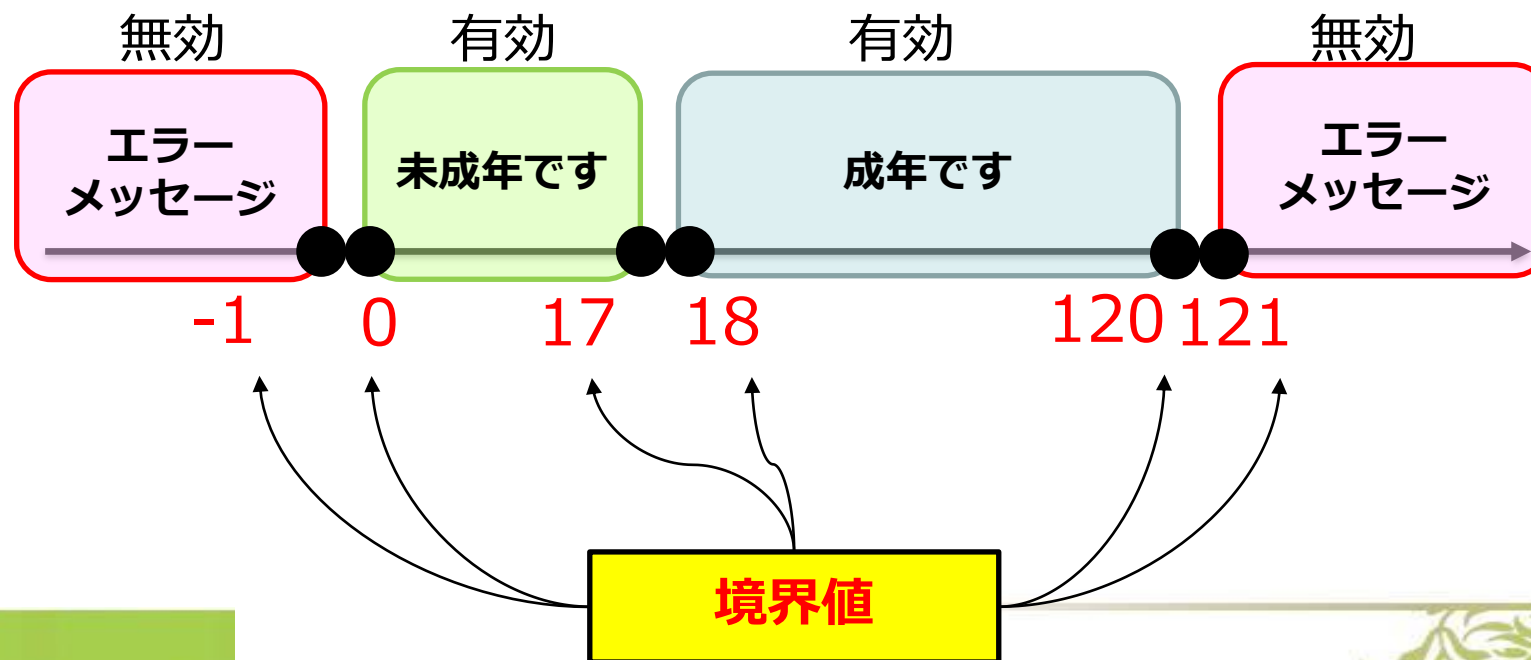 無効 有効 有効 無効
エラー
メッセージ
未成年です
成年です
エラー
メッセージ
-1 0 17 18 120 121
境界値